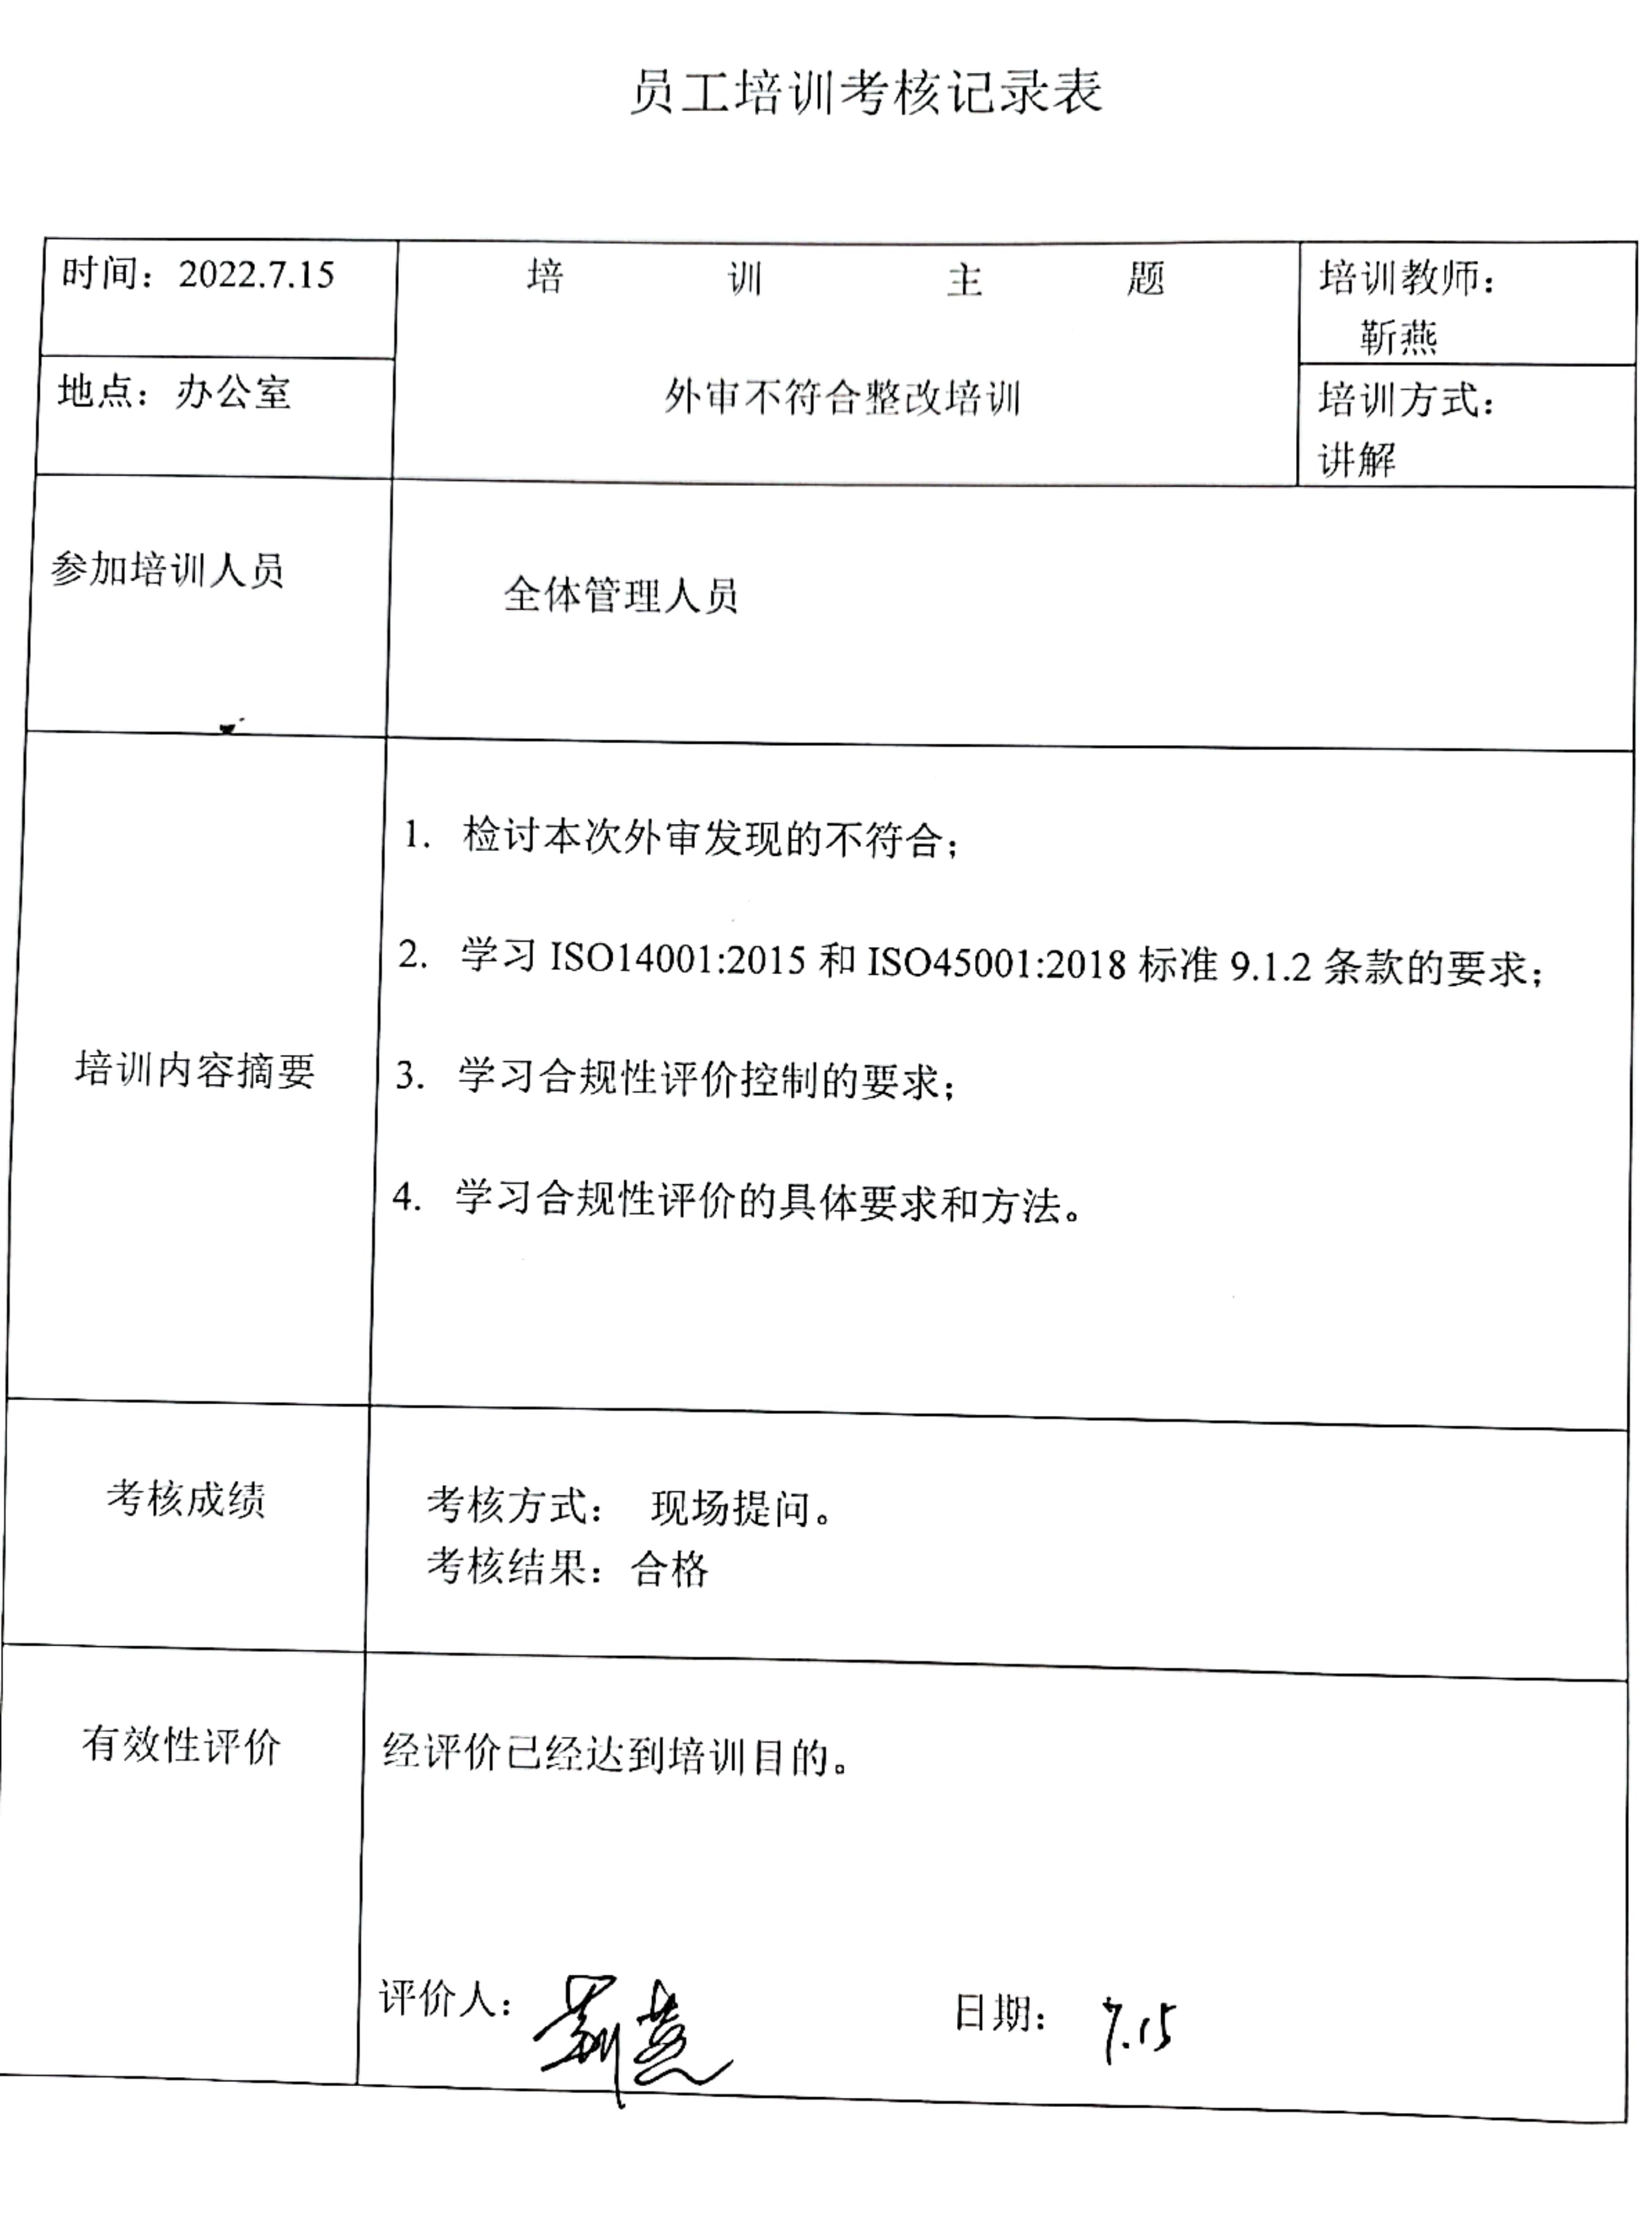 员工培训考核记录表
时间：2022.7.15
培 训 主 题
培训教师：
靳燕
地点：办公室
外审不符合整改培训
培训方式：
讲解
参加培训人员
全体管理人员
培训内容摘要
1. 检讨本次外审发现的不符合；
2. 学习 ISO14001:2015 和 ISO45001:2018 标准 9.1.2 条款的要求；
3. 学习合规性评价控制的要求；
4. 学习合规性评价的具体要求和方法。
考核成绩
考核方式： 现场提问。
考核结果：合格
有效性评价
经评价已经达到培训目的。
评价人：靳燕 日期：7.15